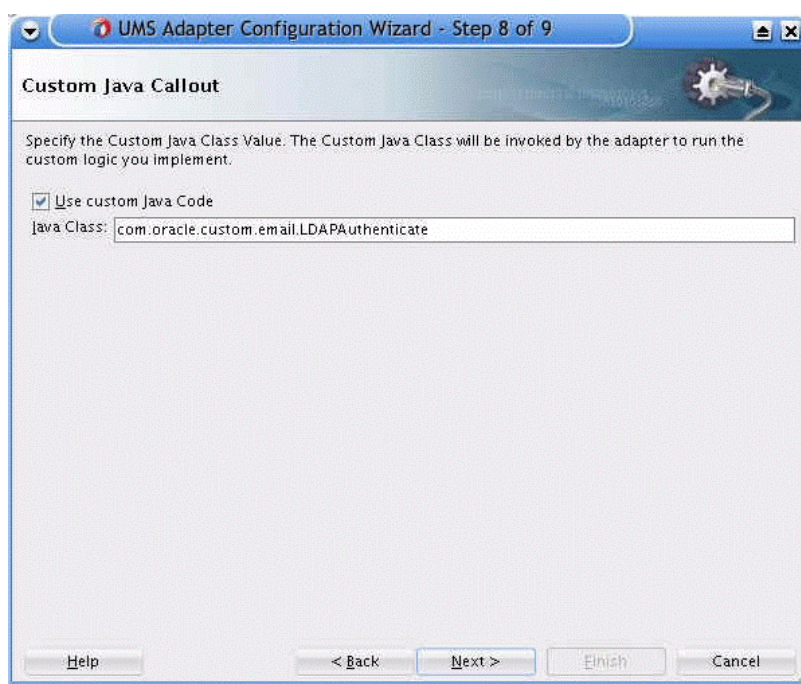 UMS Adapter Configuration Wizard - Step 8 of 9
Custom Java Callout
Specify the Custom Java Class Value. The Custom Java Class will be invoked by the adapter to run the
custom logic you implement.
Use custom Java Code
Java Class: com.oracle.custom.email.LDAPAuthenticate
Help < Back Next > Finish Cancel